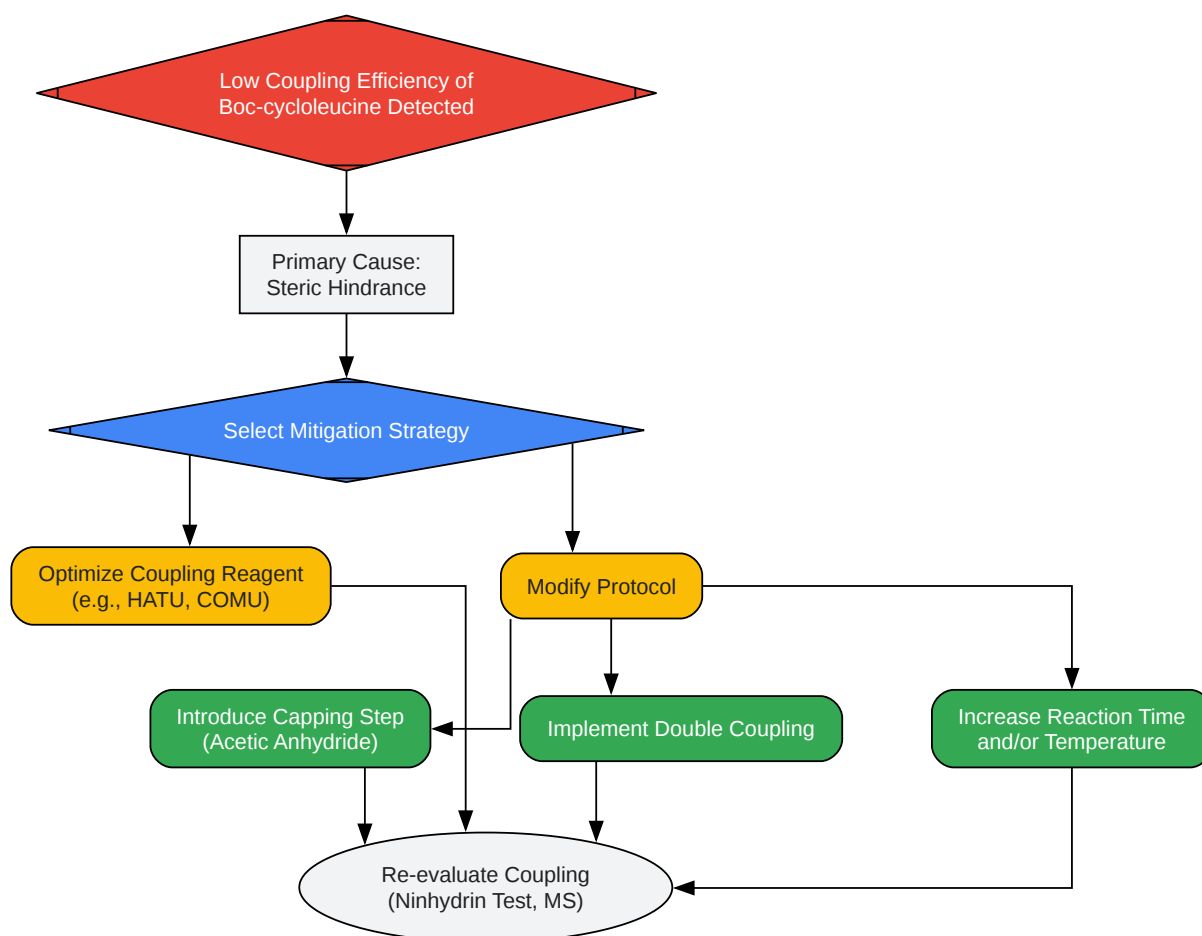 Low Coupling Efficiency of
Boc-cycloleucine Detected
Primary Cause:
Steric Hindrance
Select Mitigation Strategy
Optimize Coupling Reagent
(e.g., HATU, COMU)
Modify Protocol
Introduce Capping Step
(Acetic Anhydride)
Implement Double Coupling
Increase Reaction Time
and/or Temperature
Re-evaluate Coupling
(Ninhydrin Test, MS)